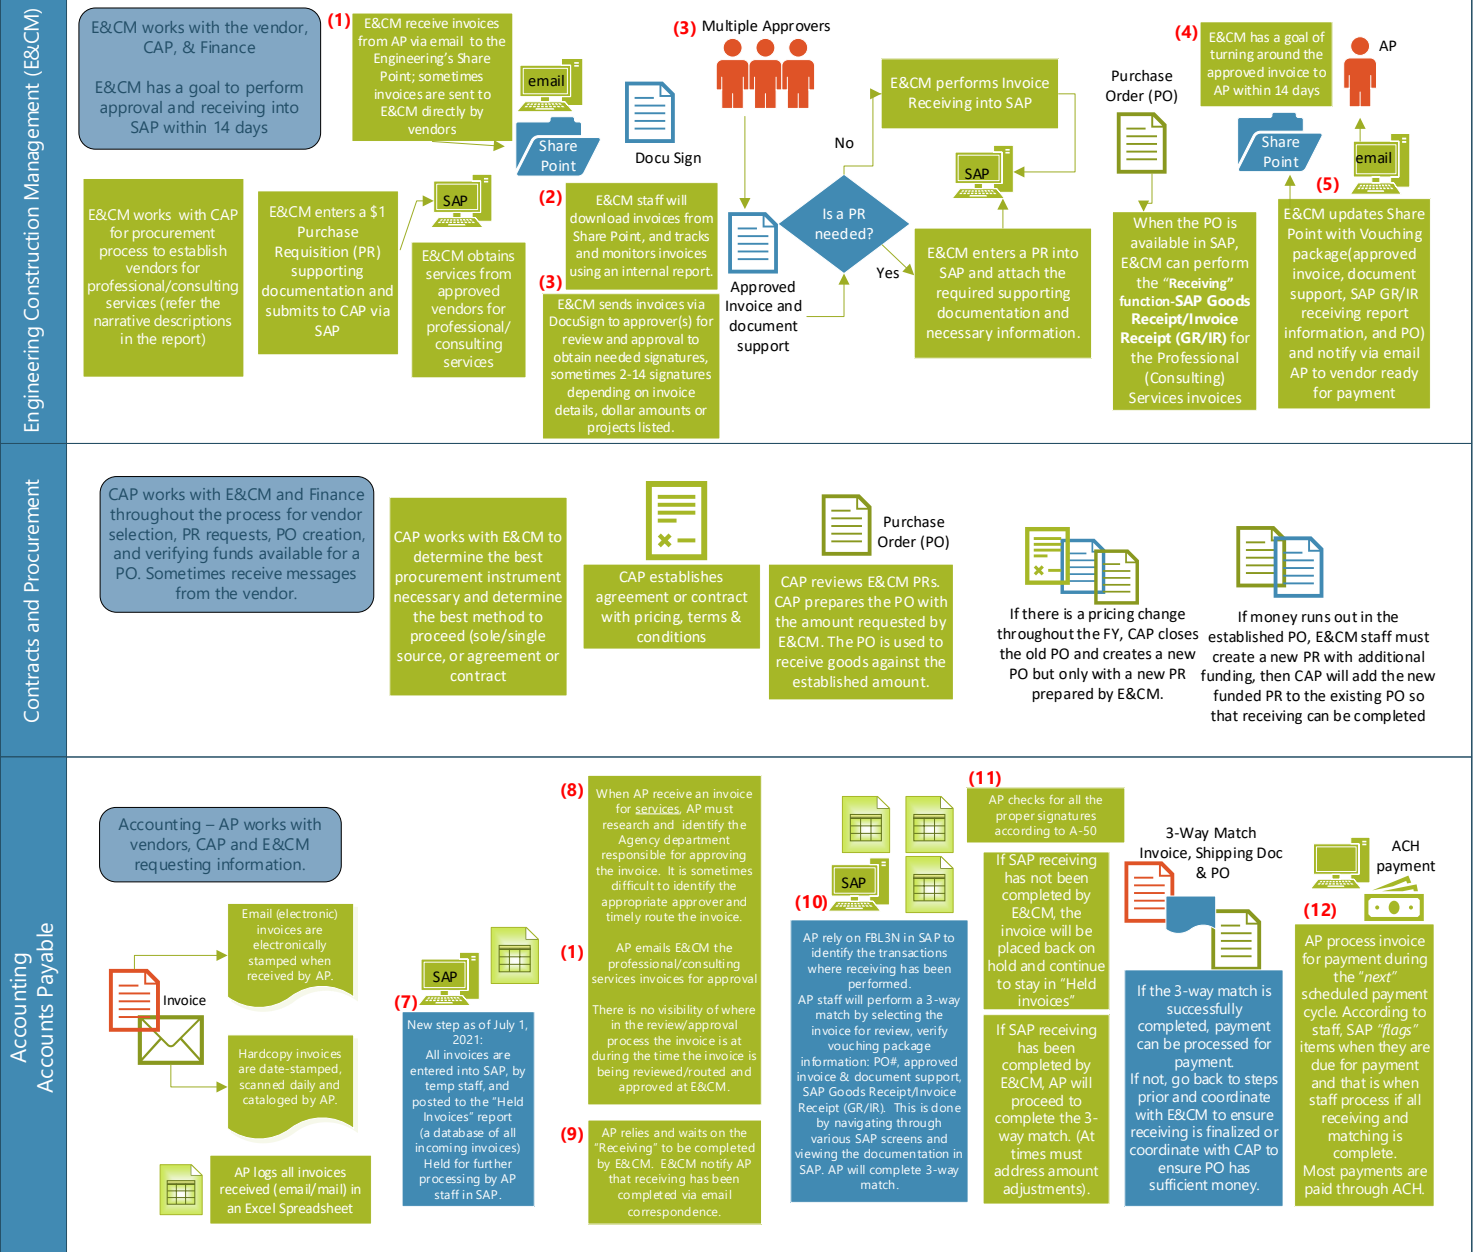 Engineering Construction Management (E&CM)
E&CM works with the vendor,
CAP, & Finance
E&CM has a goal to perform
approval and receiving into
SAP within 14 days
(1)
E&CM receive invoices
from AP via email  to the
Engineering's Share
Point; sometimes
invoices are sent to
E&CM directly by
vendors
email
Share
Point
Docu Sign
(3) Multiple Approvers
E&CM works  with CAP
for procurement
process to establish
vendors for
professional/consulting
services (refer the
narrative descriptions
in the report)
E&CM enters a $1
Purchase
Requisition (PR)
supporting
documentation and
submits to CAP via
SAP
SAP
E&CM obtains
services from
approved
vendors for
professional/
consulting
services
(2)
E&CM staff will
download invoices from
Share Point, and tracks
and monitors invoices
using an internal report.
(3)
E&CM sends invoices via
DocuSign to approver(s) for
review and approval to
obtain needed signatures,
sometimes 2-14 signatures
depending on invoice
details, dollar amounts or
projects listed.
Approved
Invoice and
document
support
Is a PR
needed?
No
Yes
E&CM performs Invoice
Receiving into SAP
SAP
E&CM enters a PR into
SAP and attach the
required supporting
documentation and
necessary information.
Purchase
Order (PO)
When the PO is
available in SAP,
E&CM can perform
the "Receiving"
function-SAP Goods
Receipt/Invoice
Receipt (GR/IR) for
the Professional
(Consulting)
Services invoices
(4)
E&CM has a goal of
turning around the
approved invoice to
AP within 14 days
AP
Share
Point
email
(5)
E&CM updates Share
Point with Vouching
package(approved
invoice, document
support, SAP GR/IR
receiving report
information, and PO)
and notify via email
AP to vendor ready
for payment
Contracts and Procurement
CAP works with E&CM and Finance
throughout the process for vendor
selection, PR requests, PO creation,
and verifying funds available for a
PO. Sometimes receive messages
from the vendor.
CAP works with E&CM to
determine the best
procurement instrument
necessary and determine
the best method to
proceed (sole/single
source, or agreement or
contract
CAP establishes
agreement or contract
with pricing, terms &
conditions
Purchase
Order (PO)
CAP reviews E&CM PRs.
CAP prepares the PO with
the amount requested by
E&CM. The PO is used to
receive goods against the
established amount.
If there is a pricing change
throughout the FY, CAP closes
the old PO and creates a new
PO but only with a new PR
prepared by E&CM.
If money runs out in the
established PO, E&CM staff must
create a new PR with additional
funding, then CAP will add the new
funded PR to the existing PO so
that receiving can be completed
Accounting
Accounts Payable
Accounting – AP works with
vendors, CAP and E&CM
requesting information.
Email (electronic)
invoices are
electronically
stamped when
received by AP.
Invoice
Hardcopy invoices
are date-stamped,
scanned daily and
cataloged by AP.
AP logs all invoices
received (email/mail) in
an Excel Spreadsheet
SAP
(7)
New step as of July 1,
2021:
All invoices are
entered into SAP, by
temp staff, and
posted to the "Held
Invoices" report
(a database of all
incoming invoices)
Held for further
processing by AP
staff in SAP.
(8)
When AP receive an invoice
for services, AP must
research and  identify the
Agency department
responsible for approving
the invoice.  It is sometimes
difficult to identify the
appropriate approver and
timely route the invoice.
(1)
AP emails E&CM the
professional/consulting
services invoices for approval
There is no visibility of where
in the review/approval
process the invoice is at
during the time the invoice is
being reviewed/routed and
approved at E&CM.
(9)
AP relies and waits on the
"Receiving" to be completed
by E&CM.  E&CM notify AP
that receiving has been
completed via email
correspondence.
SAP
(10)
AP rely on FBL3N in SAP to
identify the transactions
where receiving has been
performed.
AP staff will perform a 3-way
match by selecting the
invoice for review, verify
vouching package
information: PO#, approved
invoice & document support,
SAP Goods Receipt/Invoice
Receipt (GR/IR).  This is done
by navigating through
various SAP screens and
viewing the documentation in
SAP. AP will complete 3-way
match.
(11)
AP checks for all the
proper signatures
according to A-50
If SAP receiving
has not been
completed by
E&CM, the
invoice will be
placed back on
hold and continue
to stay in "Held
invoices"
If SAP receiving
has been
completed by
E&CM, AP will
proceed to
complete the 3-
way match. (At
times must
address amount
adjustments).
3-Way Match
Invoice, Shipping Doc
& PO
If the 3-way match is
successfully
completed, payment
can be processed for
payment.
If not, go back to steps
prior and coordinate
with E&CM to ensure
receiving is finalized or
coordinate with CAP to
ensure PO has
sufficient money.
ACH
payment
(12)
AP process invoice
for payment during
the "next"
scheduled payment
cycle. According to
staff, SAP "flags"
items when they are
due for payment
and that is when
staff process if all
receiving and
matching is
complete.
Most payments are
paid through ACH.